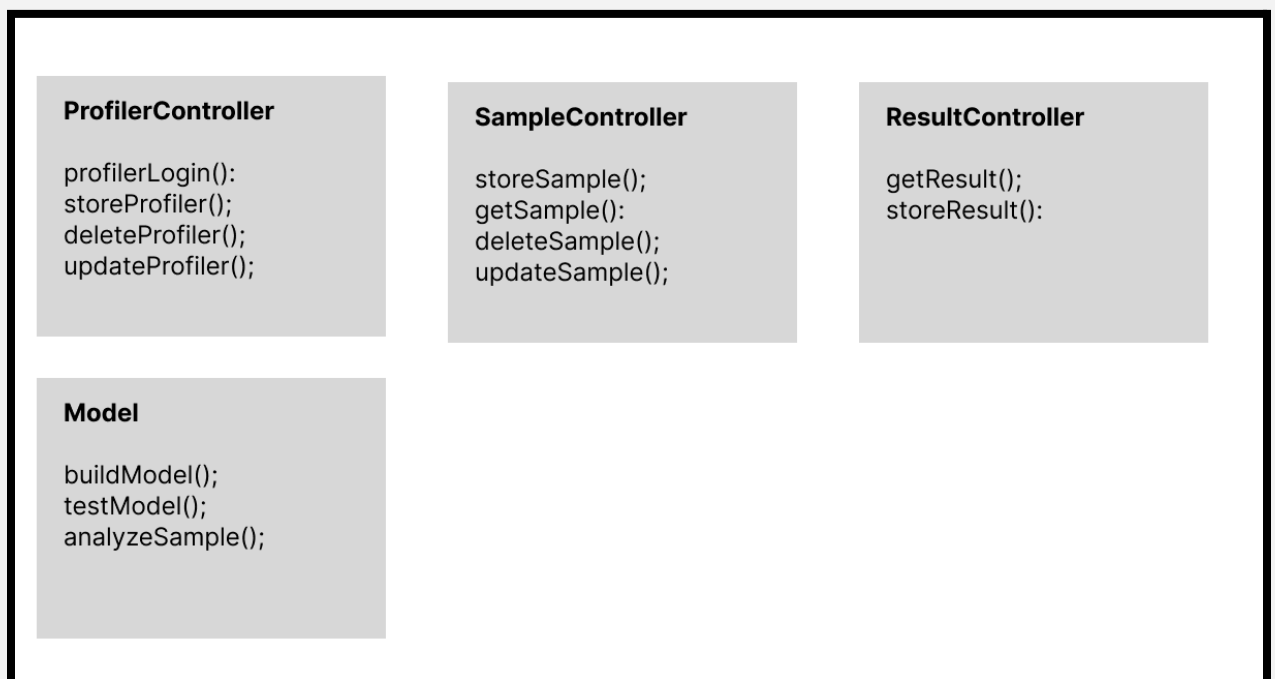 ProfilerController
profilerLogin():
storeProfiler();
deleteProfiler();
updateProfiler();
SampleController
storeSample();
getSample():
deleteSample();
updateSample();
ResultController
getResult();
storeResult():
Model
buildModel();
testModel();
analyzeSample();